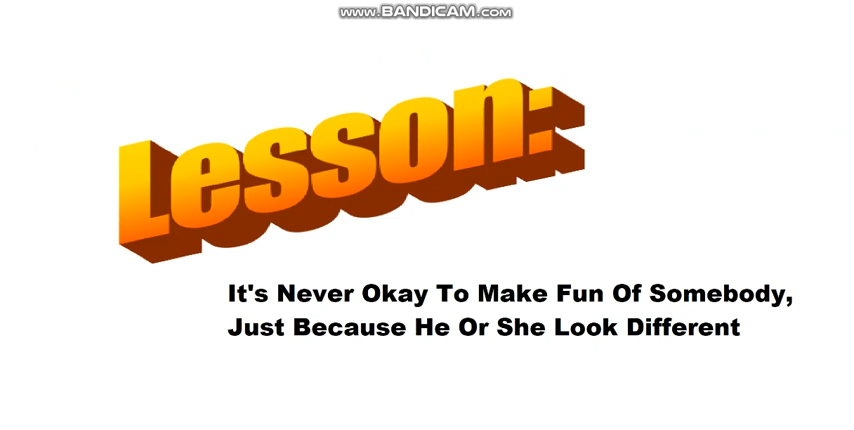 www.BANDICAM.com
Lesson:
It's Never Okay To Make Fun Of Somebody,
Just Because He Or She Look Different